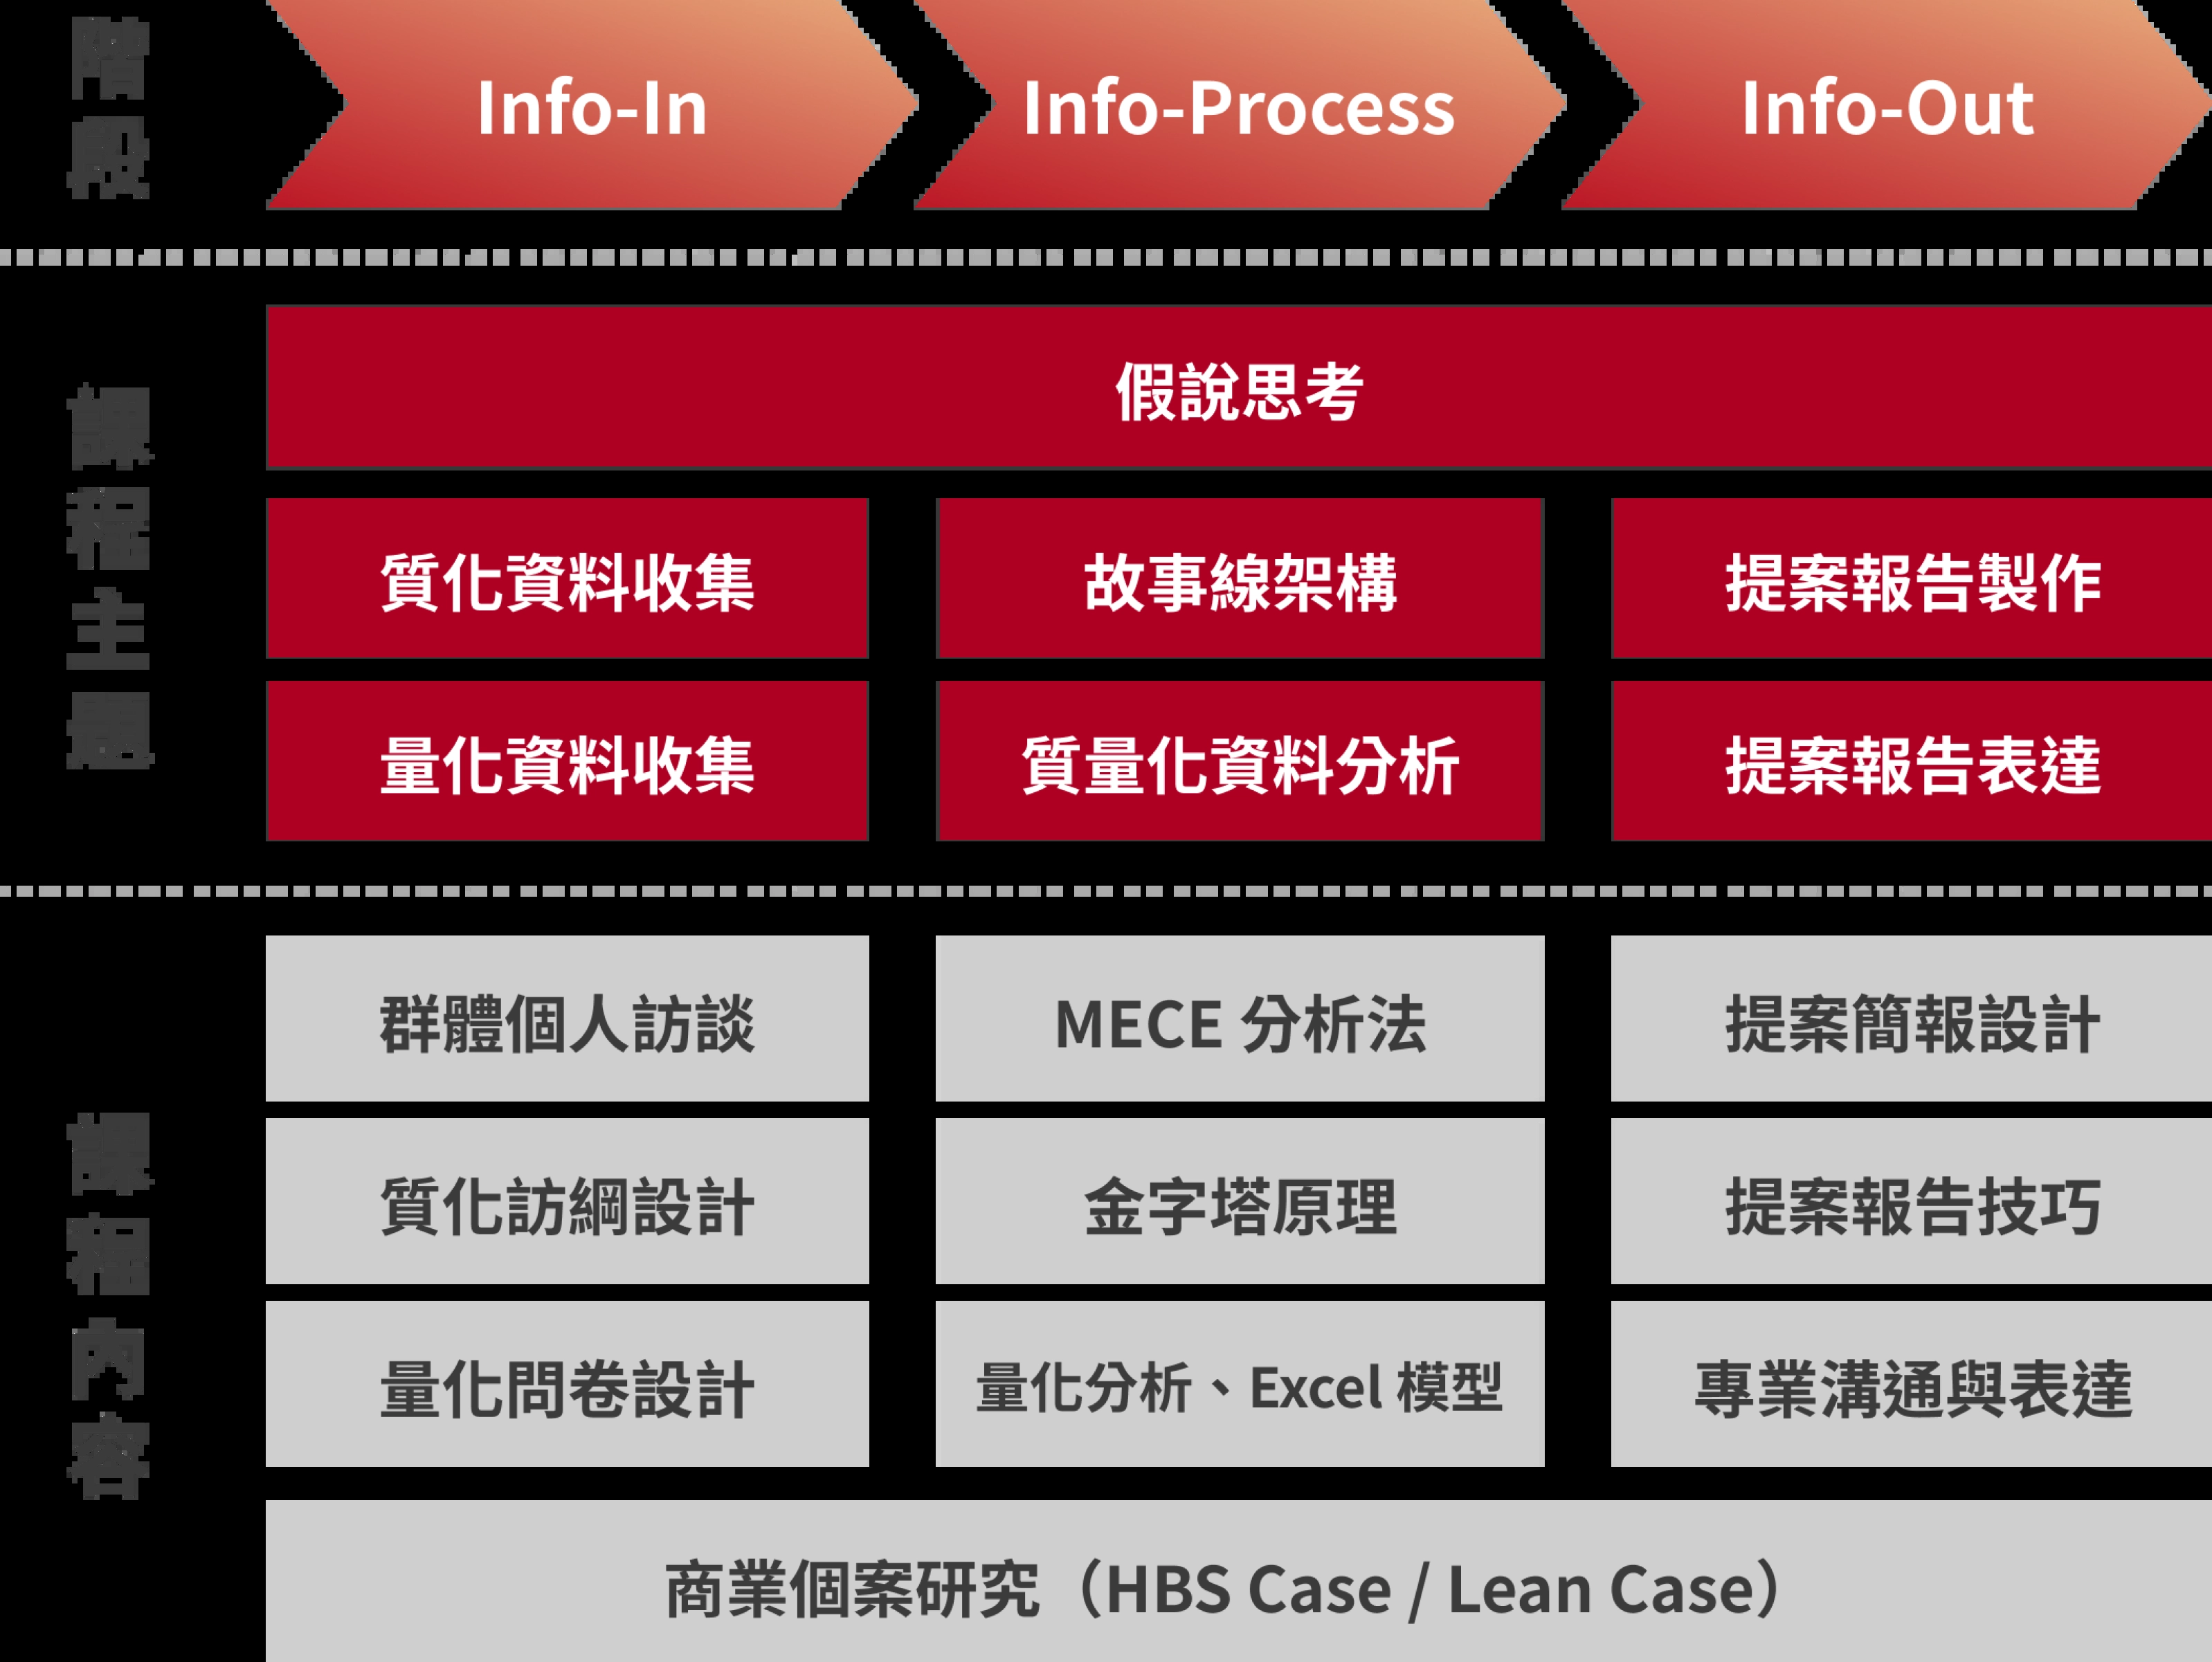 階段
Info-In
Info-Process
Info-Out
課程主題
假說思考
質化資料收集
故事線架構
提案報告製作
量化資料收集
質量化資料分析
提案報告表達
課程內容
群體個人訪談
MECE 分析法
提案簡報設計
質化訪綱設計
金字塔原理
提案報告技巧
量化問卷設計
量化分析、Excel 模型
專業溝通與表達
商業個案研究（HBS Case / Lean Case）